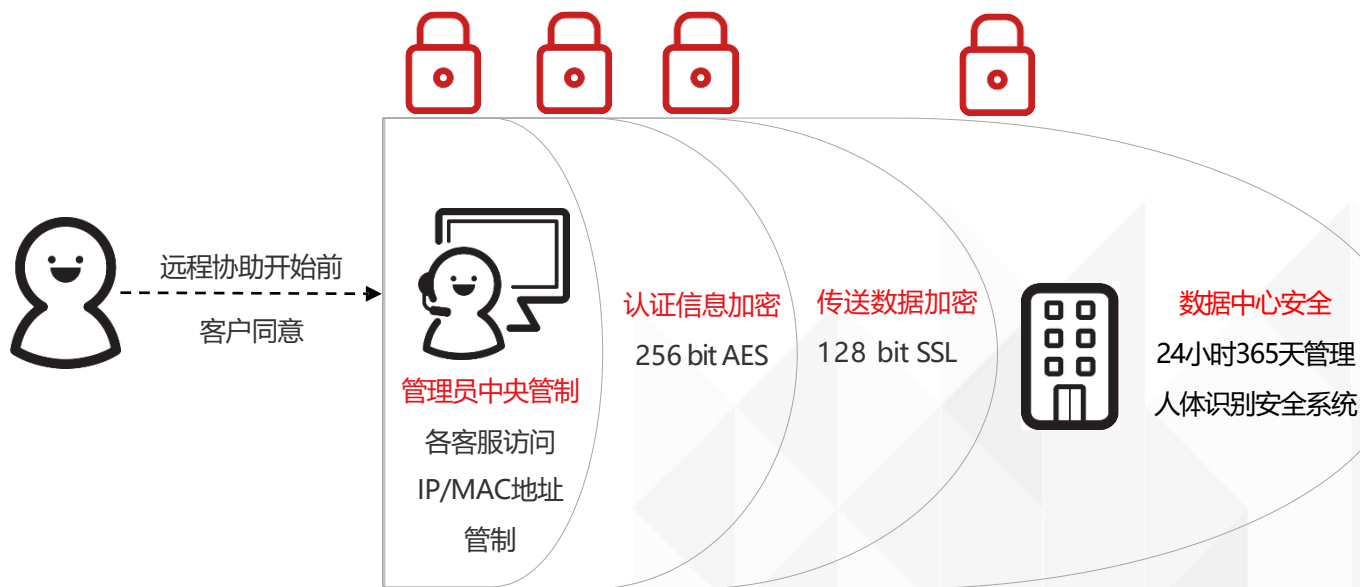 远程协助开始前
客户同意
管理员中央管制
各客服访问
IP/MAC地址
管制
认证信息加密
256 bit AES
传送数据加密
128 bit SSL
数据中心安全
24小时365天管理
人体识别安全系统